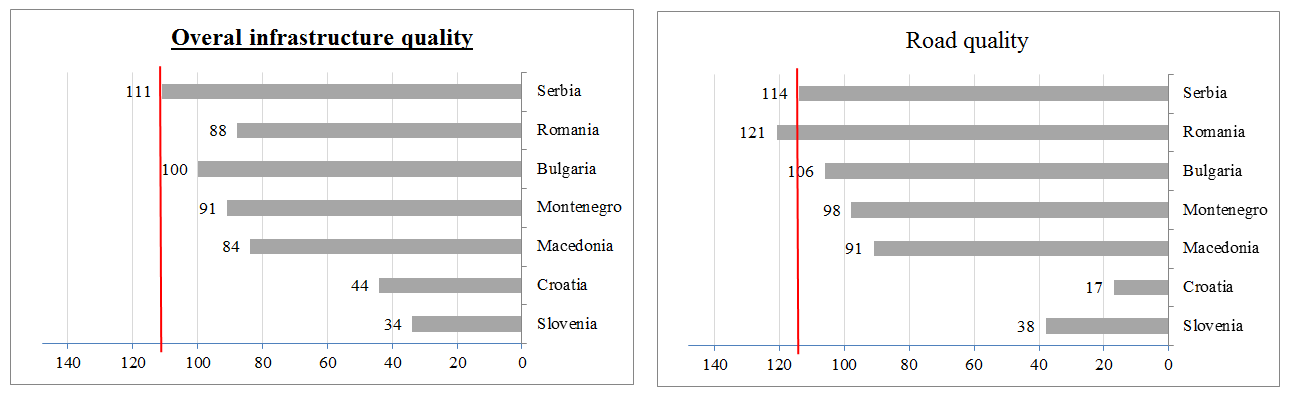 Overal infrastructure quality
111 Serbia
88 Romania
100 Bulgaria
91 Montenegro
84 Macedonia
44 Croatia
34 Slovenia
140 120 100 80 60 40 20 0
Road quality
114 Serbia
121 Romania
106 Bulgaria
98 Montenegro
91 Macedonia
17 Croatia
38 Slovenia
140 120 100 80 60 40 20 0